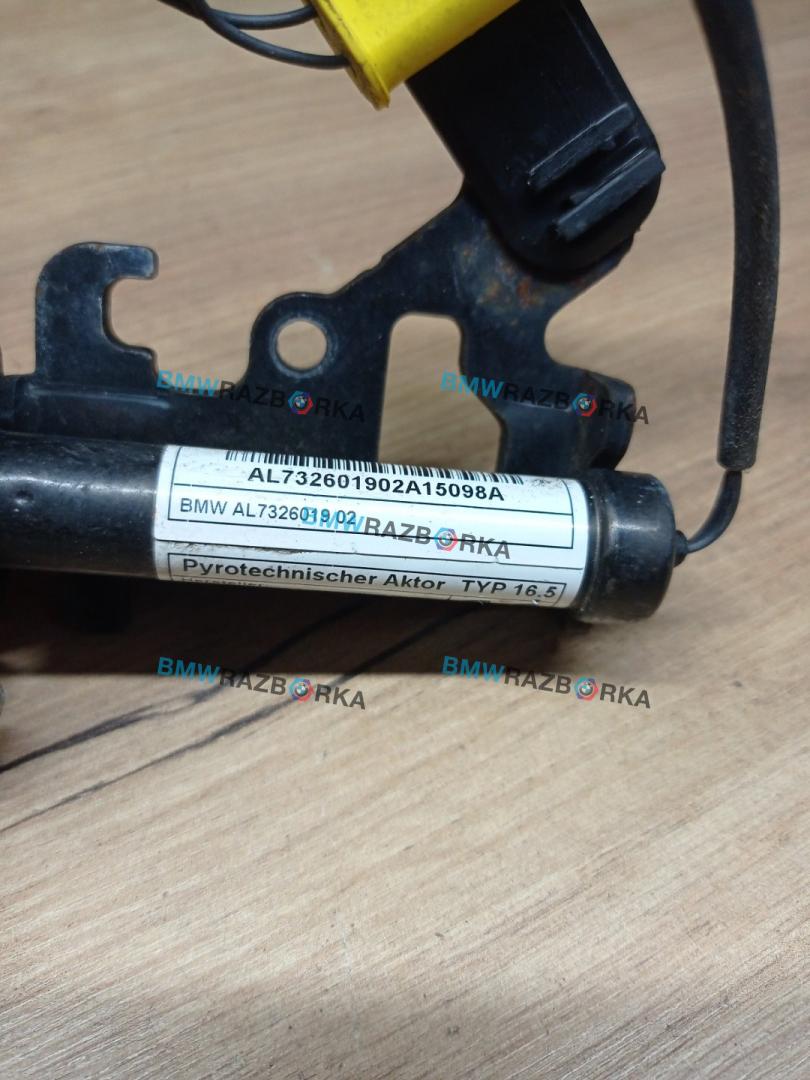 BMWRAZBORKA
BMWRAZBORKA
AL732601902A15098A
BMW AL7326019 02
BMWRAZBORKA
Pyrotechnischer Aktor TYP 16.5
BMWRAZBORKA
BMWRAZBORKA